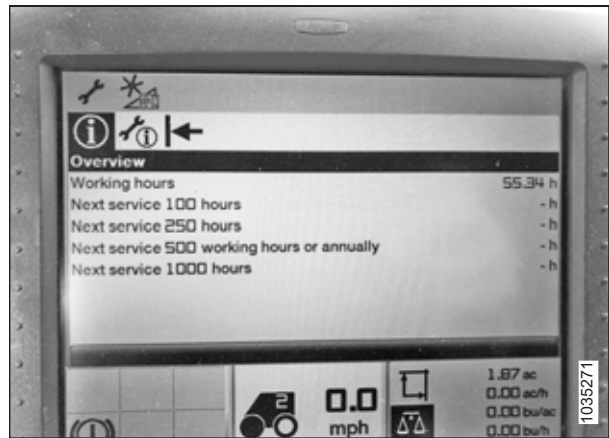 Overview
Working hours 55.34 h
Next service 100 hours - h
Next service 250 hours - h
Next service 500 working hours or annually - h
Next service 1000 hours - h
2
0.0
mph
1.87 ac
0.00 ac/h
0.00 bu/ac
0.00 bu/h
1035271